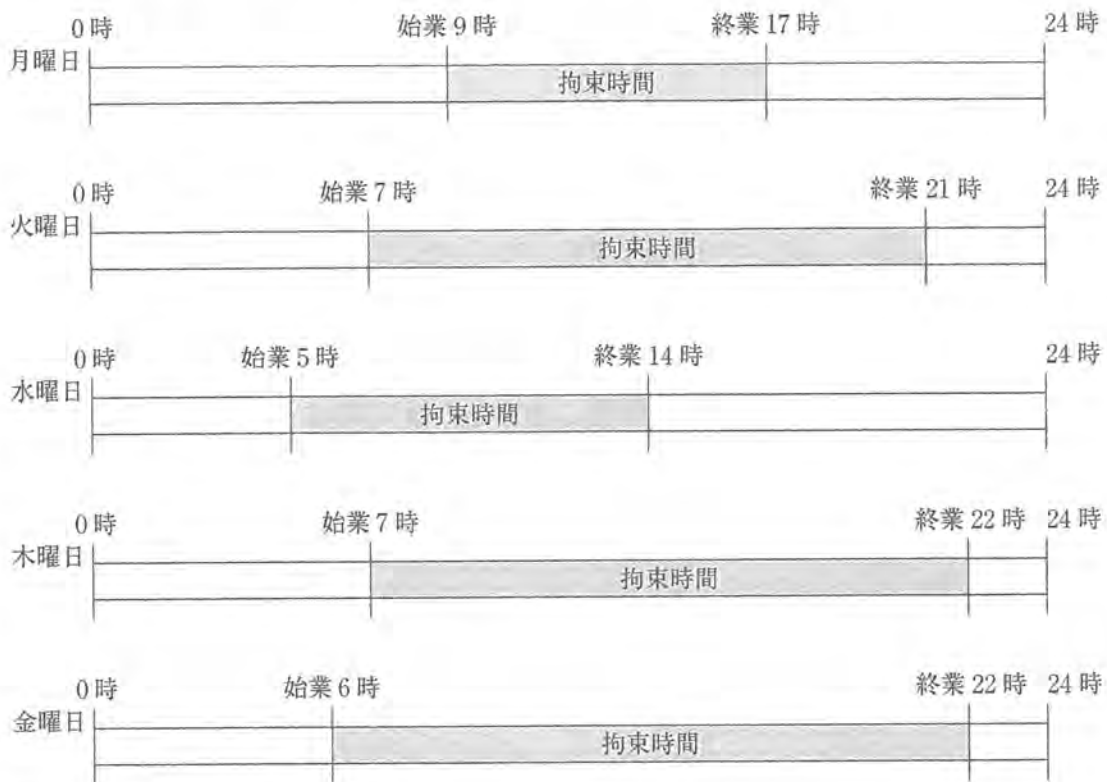 0時 始業9時 終業17時 24時
月曜日
拘束時間
0時 始業7時 終業21時 24時
火曜日
拘束時間
0時 始業5時 終業14時 24時
水曜日
拘束時間
0時 始業7時 終業22時 24時
木曜日
拘束時間
0時 始業6時 終業22時 24時
金曜日
拘束時間